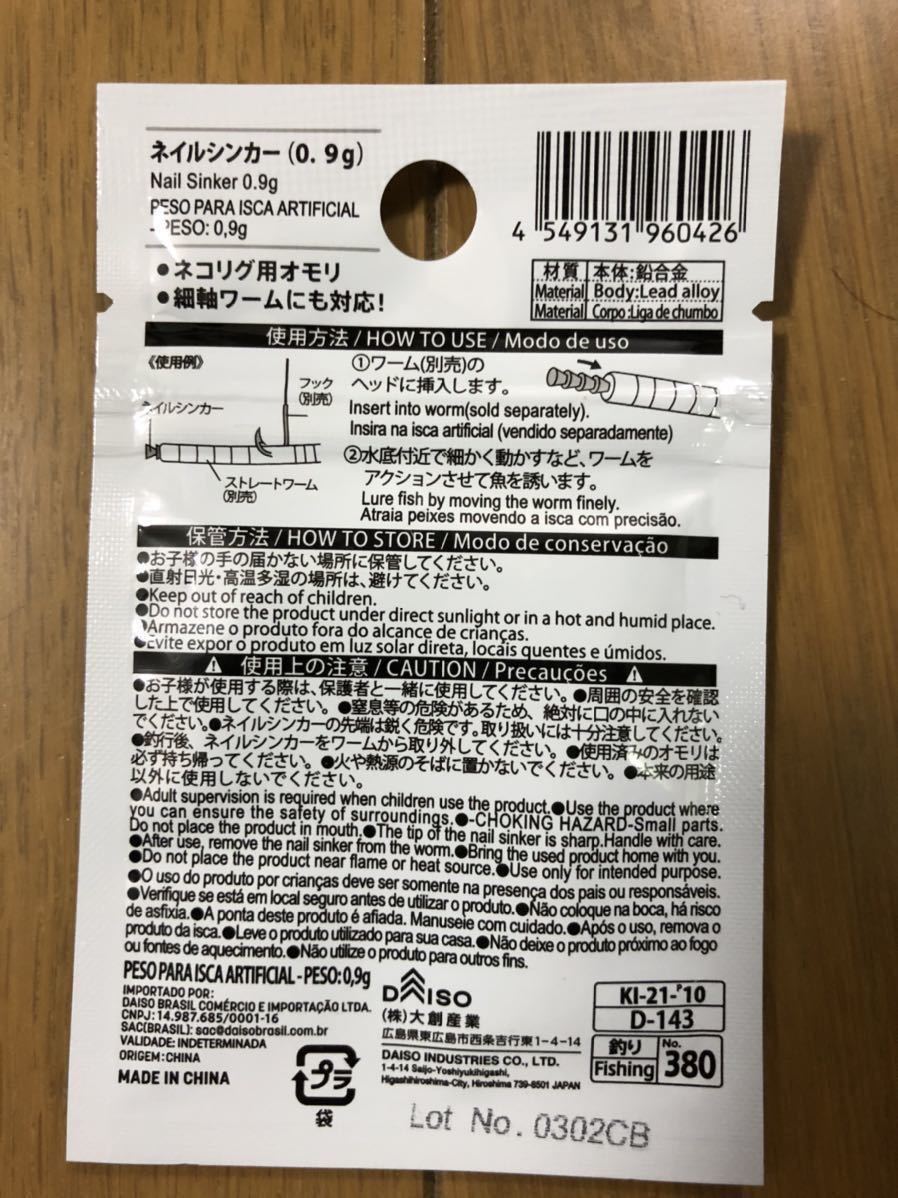 ネイルシンカー(0.9g)
Nail Sinker 0.9g
PESO PARA ISCA ARTIFICIAL
- PESO: 0,9g
●ネコリグ用オモリ
●細軸ワームにも対応!
4 549131 960426
材質 本体:鉛合金
Material Body:Lead alloy
Material Corpo:Liga de chumbo
使用方法 / HOW TO USE / Modo de uso
《使用例》
フック
(別売)
ネイルシンカー
ストレートワーム
(別売)
①ワーム(別売)の
ヘッドに挿入します。
Insert into worm(sold separately).
Insira na isca artificial (vendido separadamente)
②水底付近で細かく動かすなど、ワームを
アクションさせて魚を誘います。
Lure fish by moving the worm finely.
Atraia peixes movendo a isca com precisão.
保管方法 / HOW TO STORE / Modo de conservação
●お子様の手の届かない場所に保管してください。
●直射日光・高温多湿の場所は、避けてください。
●Keep out of reach of children.
●Do not store the product under direct sunlight or in a hot and humid place.
●Armazene o produto fora do alcance de crianças.
●Evite expor o produto em luz solar direta, locais quentes e úmidos.
使用上の注意 / CAUTION / Precauções
●お子様が使用する際は、保護者と一緒に使用してください。●周囲の安全を確認
した上で使用してください。●窒息等の危険があるため、絶対に口の中に入れない
でください。●ネイルシンカーの先端は鋭く危険です。取り扱いには十分注意してください。
●釣行後、ネイルシンカーをワームから取り外してください。●使用済みのオモリは
必ず持ち帰ってください。●火や熱源のそばに置かないでください。●本来の用途
以外に使用しないでください。
●Adult supervision is required when children use the product.●Use the product where
you can ensure the safety of surroundings.●-CHOKING HAZARD-Small parts.
Do not place the product in mouth.●The tip of the nail sinker is sharp.Handle with care.
●After use, remove the nail sinker from the worm.●Bring the used product home with you.
●Do not place the product near flame or heat source.●Use only for intended purpose.
●O uso do produto por crianças deve ser somente na presença dos pais ou responsáveis.
●Verifique se está em local seguro antes de utilizar o produto.●Não coloque na boca, há risco
de asfixia.●A ponta deste produto é afiada. Manuseie com cuidado.●Após o uso, remova o
produto da isca.●Leve o produto utilizado para sua casa.●Não deixe o produto próximo ao fogo
ou fontes de aquecimento.●Não utilize o produto para outros fins.
PESO PARA ISCA ARTIFICIAL - PESO: 0,9g
IMPORTADO POR:
DAISO BRASIL COMÉRCIO E IMPORTAÇÃO LTDA.
CNPJ: 14.987.685/0001-16
SAC(BRASIL): sac@daisobrasil.com.br
VALIDADE: INDETERMINADA
ORIGEM: CHINA
MADE IN CHINA
プラ
袋
DAISO
(株)大創産業
広島県東広島市西条吉行東1-4-14
DAISO INDUSTRIES CO., LTD.
1-4-14 Saijo-Yoshiyukihigashi,
Higashihiroshima-City, Hiroshima 739-8501 JAPAN
KI-21-'10
D-143
釣り
Fishing
No.
380
Lot No. 0302CB